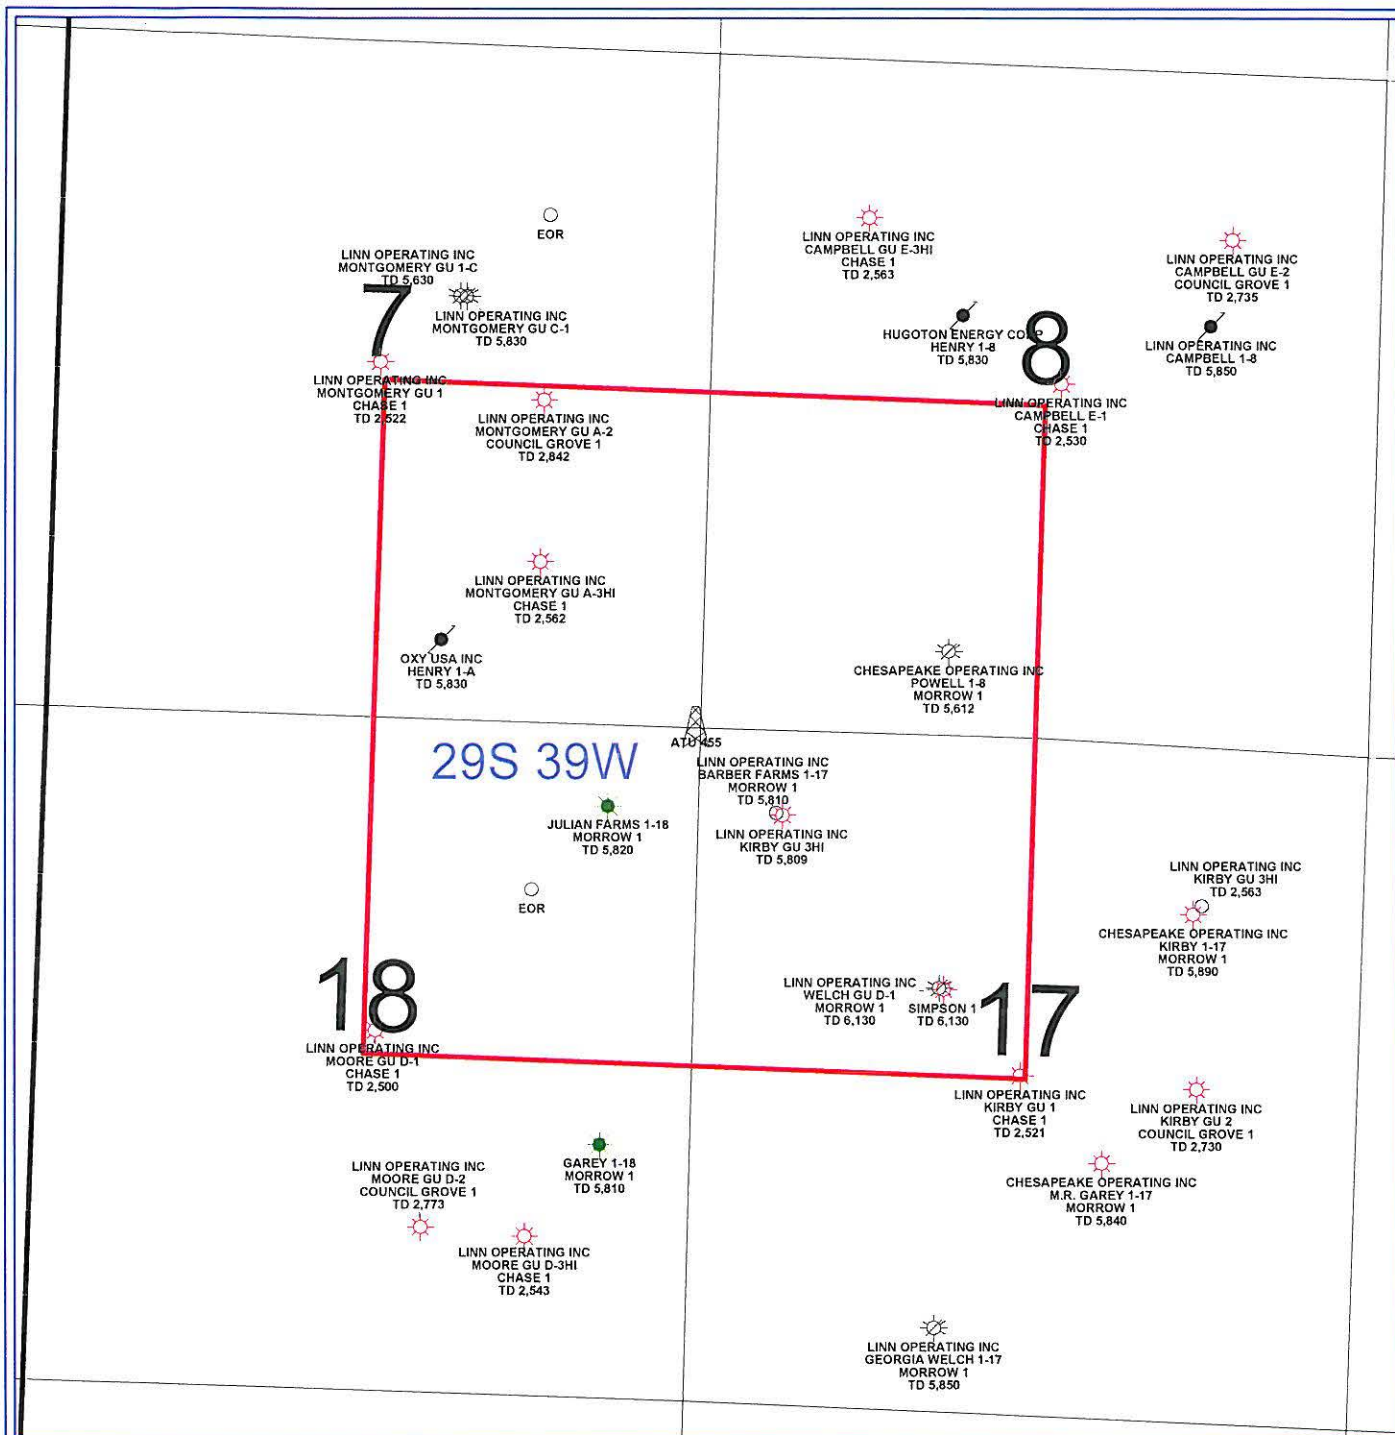 EOR
LINN OPERATING INC
MONTGOMERY GU 1-C
TD 5,630
7
LINN OPERATING INC
MONTGOMERY GU C-1
TD 5,830
LINN OPERATING INC
CAMPBELL GU E-3HI
CHASE 1
TD 2,563
LINN OPERATING INC
CAMPBELL GU E-2
COUNCIL GROVE 1
TD 2,735
HUGOTON ENERGY CORP
HENRY 1-8
TD 5,830
8
LINN OPERATING INC
CAMPBELL 1-8
TD 5,850
LINN OPERATING INC
MONTGOMERY GU 1
CHASE 1
TD 2,522
LINN OPERATING INC
MONTGOMERY GU A-2
COUNCIL GROVE 1
TD 2,842
LINN OPERATING INC
CAMPBELL E-1
CHASE 1
TD 2,530
LINN OPERATING INC
MONTGOMERY GU A-3HI
CHASE 1
TD 2,562
OXY USA INC
HENRY 1-A
TD 5,830
CHESAPEAKE OPERATING INC
POWELL 1-8
MORROW 1
TD 5,612
ATU 455
29S 39W
LINN OPERATING INC
BARBER FARMS 1-17
MORROW 1
TD 5,810
JULIAN FARMS 1-18
MORROW 1
TD 5,820
LINN OPERATING INC
KIRBY GU 3HI
TD 5,809
EOR
LINN OPERATING INC
KIRBY GU 3HI
TD 2,563
CHESAPEAKE OPERATING INC
KIRBY 1-17
MORROW 1
TD 5,890
18
LINN OPERATING INC
WELCH GU D-1
MORROW 1
TD 6,130
SIMPSON 1
TD 6,130
17
LINN OPERATING INC
MOORE GU D-1
CHASE 1
TD 2,500
LINN OPERATING INC
KIRBY GU 1
CHASE 1
TD 2,521
LINN OPERATING INC
KIRBY GU 2
COUNCIL GROVE 1
TD 2,730
LINN OPERATING INC
MOORE GU D-2
COUNCIL GROVE 1
TD 2,773
GAREY 1-18
MORROW 1
TD 5,810
CHESAPEAKE OPERATING INC
M.R. GAREY 1-17
MORROW 1
TD 5,840
LINN OPERATING INC
MOORE GU D-3HI
CHASE 1
TD 2,543
LINN OPERATING INC
GEORGIA WELCH 1-17
MORROW 1
TD 5,850